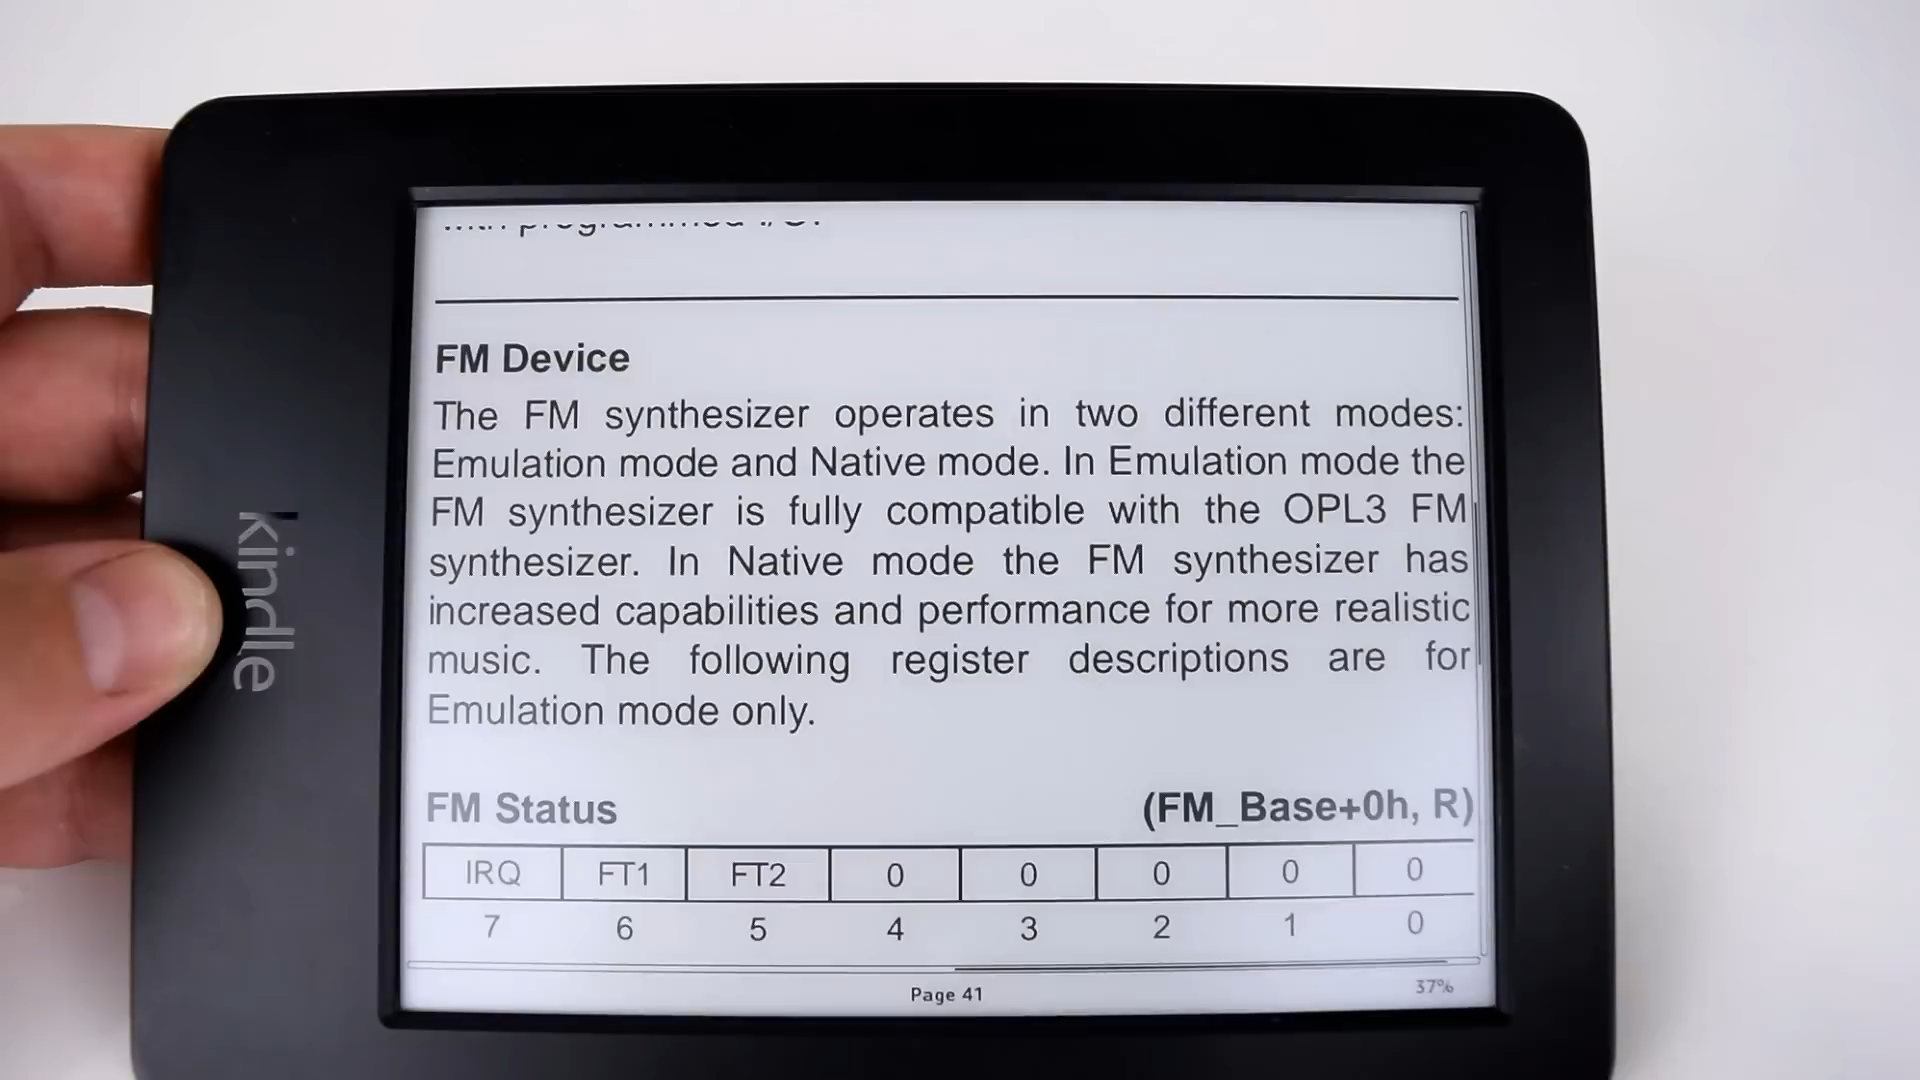 with programmed I/O.
FM Device
The FM synthesizer operates in two different modes:
Emulation mode and Native mode. In Emulation mode the
FM synthesizer is fully compatible with the OPL3 FM
synthesizer. In Native mode the FM synthesizer has
increased capabilities and performance for more realistic
music. The following register descriptions are for
Emulation mode only.
FM Status (FM_Base+0h, R)
IRQ FT1 FT2 0 0 0 0 0
7 6 5 4 3 2 1 0
Page 41 37%
kindle